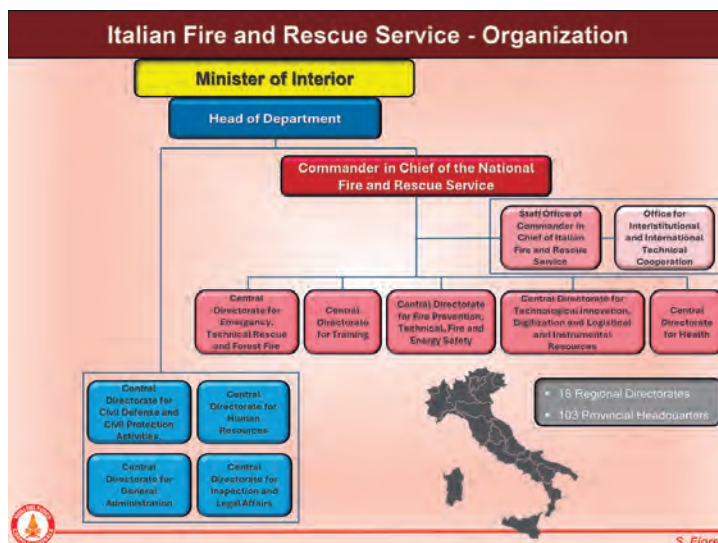 Italian Fire and Rescue Service - Organization
Minister of Interior
Head of Department
Commander in Chief of the National
Fire and Rescue Service
Staff Office of
Commander in
Chief of Italian
Fire and Rescue
Service
Office for
Interistitutional
and International
Technical
Cooperation
Central
Directorate for
Emergency,
Technical Rescue
and Forest Fire
Central
Directorate
for Training
Central Directorate
for Fire Prevention,
Technical, Fire and
Energy Safety
Central Directorate for
Technological Innovation,
Digitization and Logistical
and Instrumental
Resources
Central
Directorate
for Health
Central
Directorate for
Civil Defense and
Civil Protection
Activities.
Central
Directorate for
Human
Resources
Central
Directorate for
General
Administration
Central
Directorate for
Inspection and
Legal Affairs
• 18 Regional Directorates
• 103 Provincial Headquarters